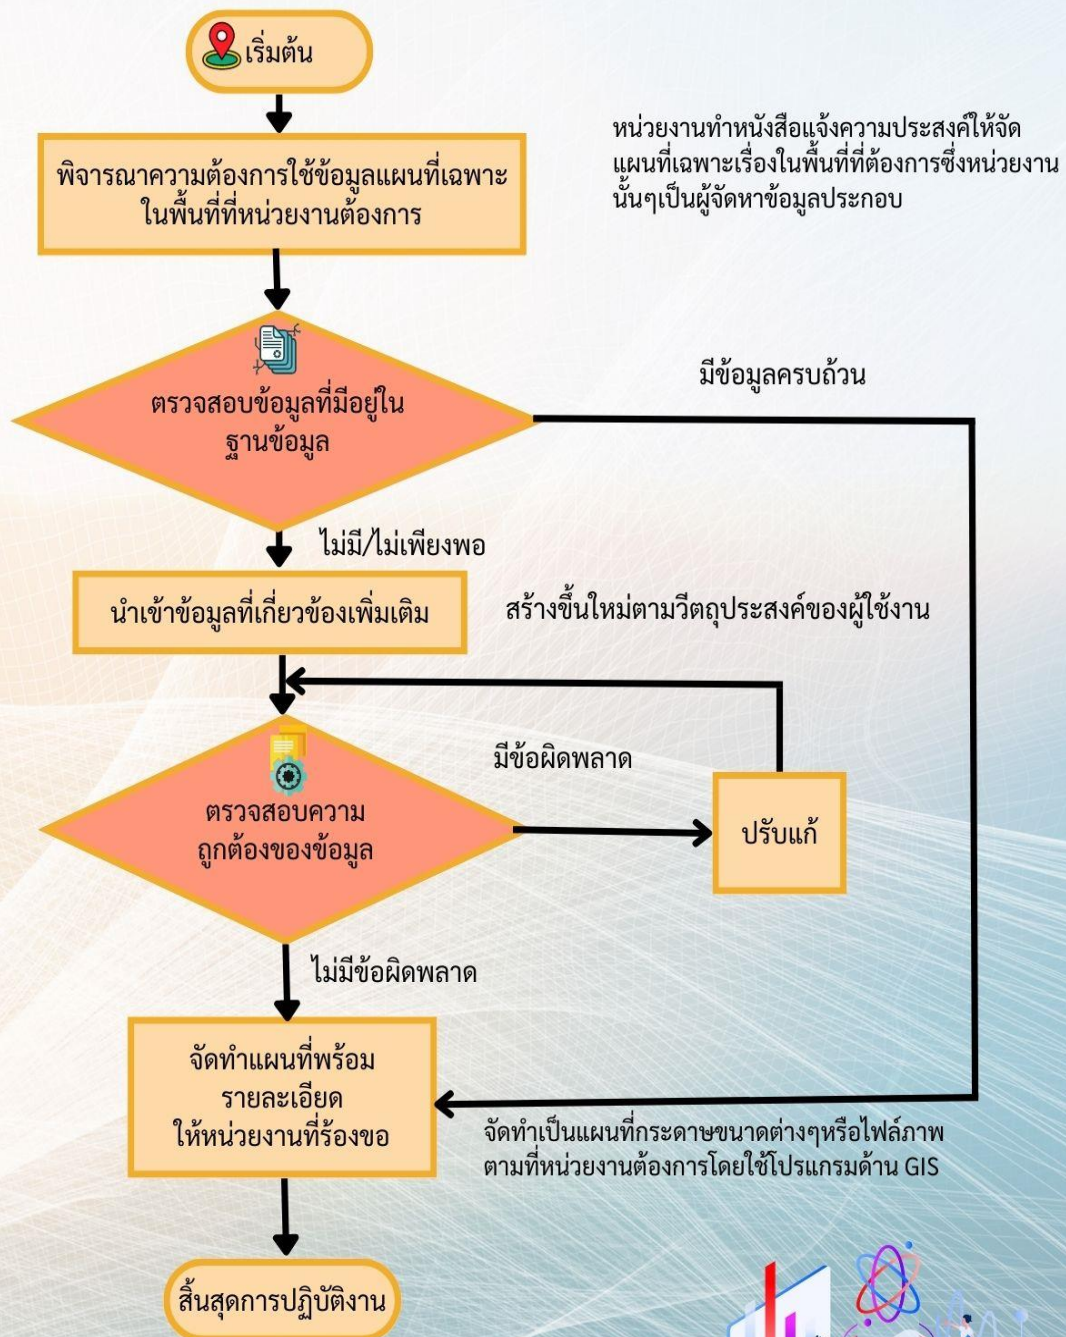 เริ่มต้น
พิจารณาความต้องการใช้ข้อมูลแผนที่เฉพาะ
ในพื้นที่ที่หน่วยงานต้องการ
หน่วยงานทำหนังสือแจ้งความประสงค์ให้จัด
แผนที่เฉพาะเรื่องในพื้นที่ที่ต้องการซึ่งหน่วยงาน
นั้นๆเป็นผู้จัดหาข้อมูลประกอบ
ตรวจสอบข้อมูลที่มีอยู่ใน
ฐานข้อมูล
มีข้อมูลครบถ้วน
ไม่มี/ไม่เพียงพอ
นำเข้าข้อมูลที่เกี่ยวข้องเพิ่มเติม
สร้างขึ้นใหม่ตามวีตถุประสงค์ของผู้ใช้งาน
มีข้อผิดพลาด
ตรวจสอบความ
ถูกต้องของข้อมูล
ปรับแก้
ไม่มีข้อผิดพลาด
จัดทำแผนที่พร้อม
รายละเอียด
ให้หน่วยงานที่ร้องขอ
จัดทำเป็นแผนที่กระดาษขนาดต่างๆหรือไฟล์ภาพ
ตามที่หน่วยงานต้องการโดยใช้โปรแกรมด้าน GIS
สิ้นสุดการปฏิบัติงาน